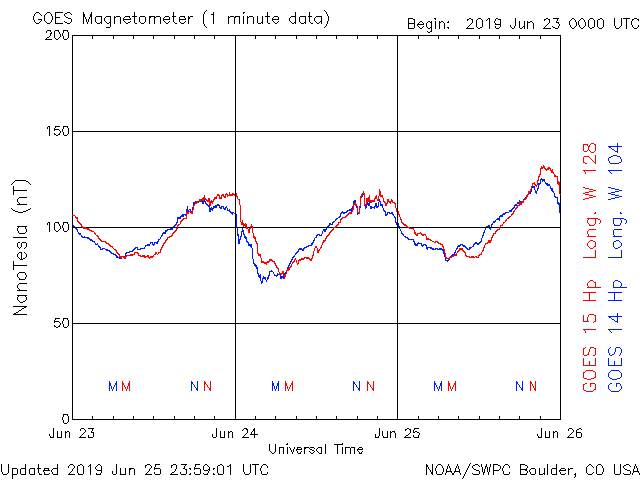 GOES Magnetometer (1 minute data)
Begin: 2019 Jun 23 0000 UTC
200
150
100
50
0
NanoTesla (nT)
M M N N M M N N M M N N
Jun 23 Jun 24 Jun 25 Jun 26
Universal Time
GOES 15 Hp Long. W 128
GOES 14 Hp Long. W 104
Updated 2019 Jun 25 23:59:01 UTC
NOAA/SWPC Boulder, CO USA